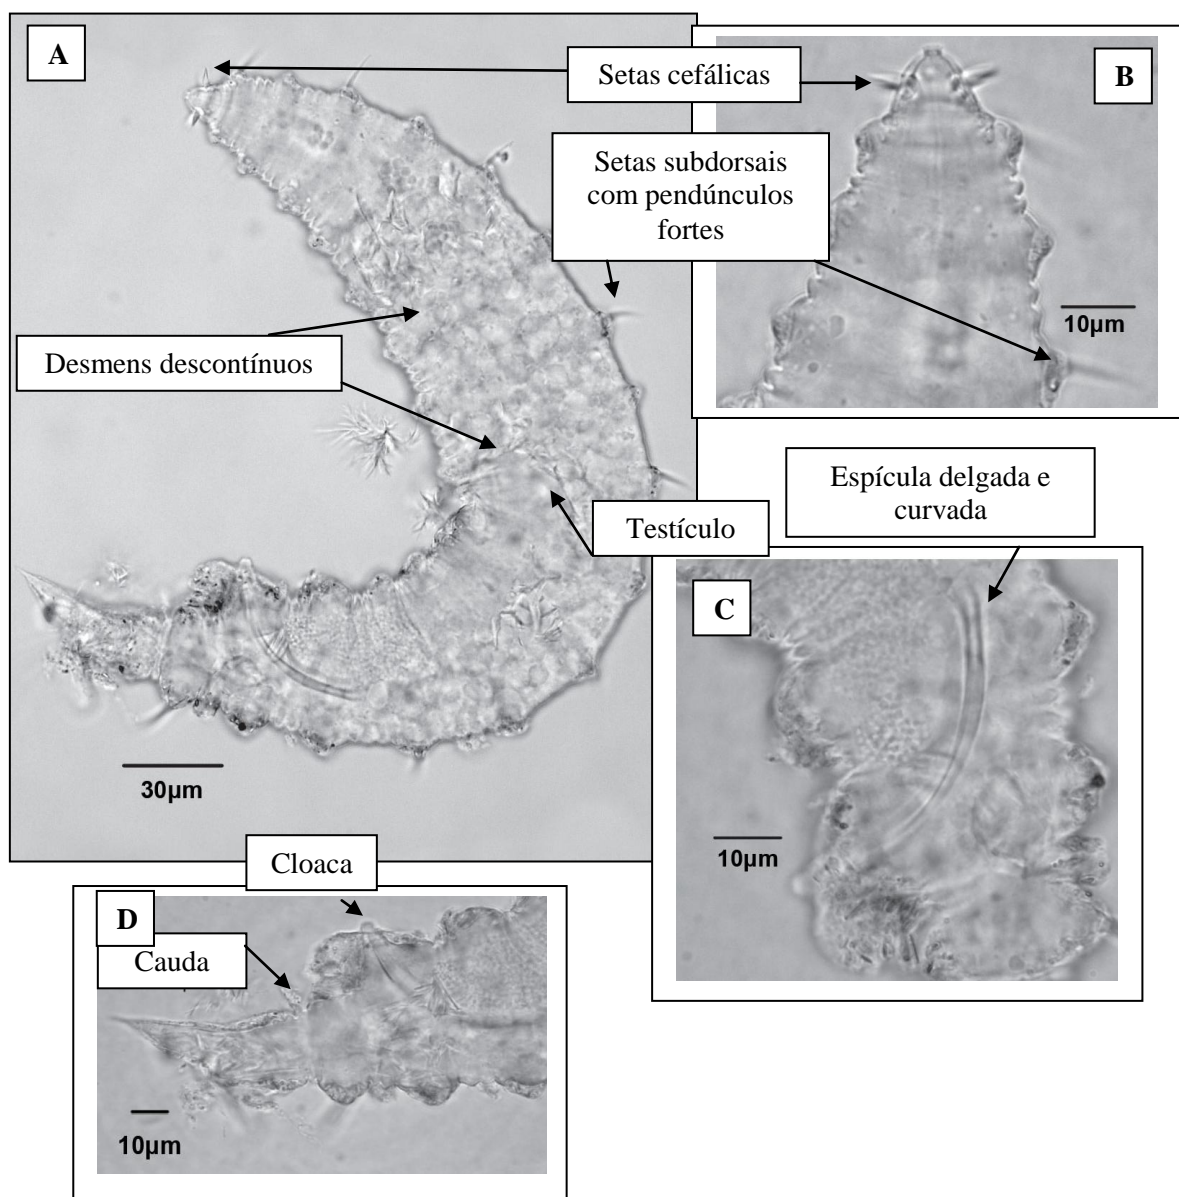 A
Setas cefálicas
B
Setas subdorsais
com pendúnculos
fortes
10µm
Desmens descontínuos
Espícula delgada e
curvada
Testículo
C
30µm
10µm
Cloaca
D
Cauda
10µm